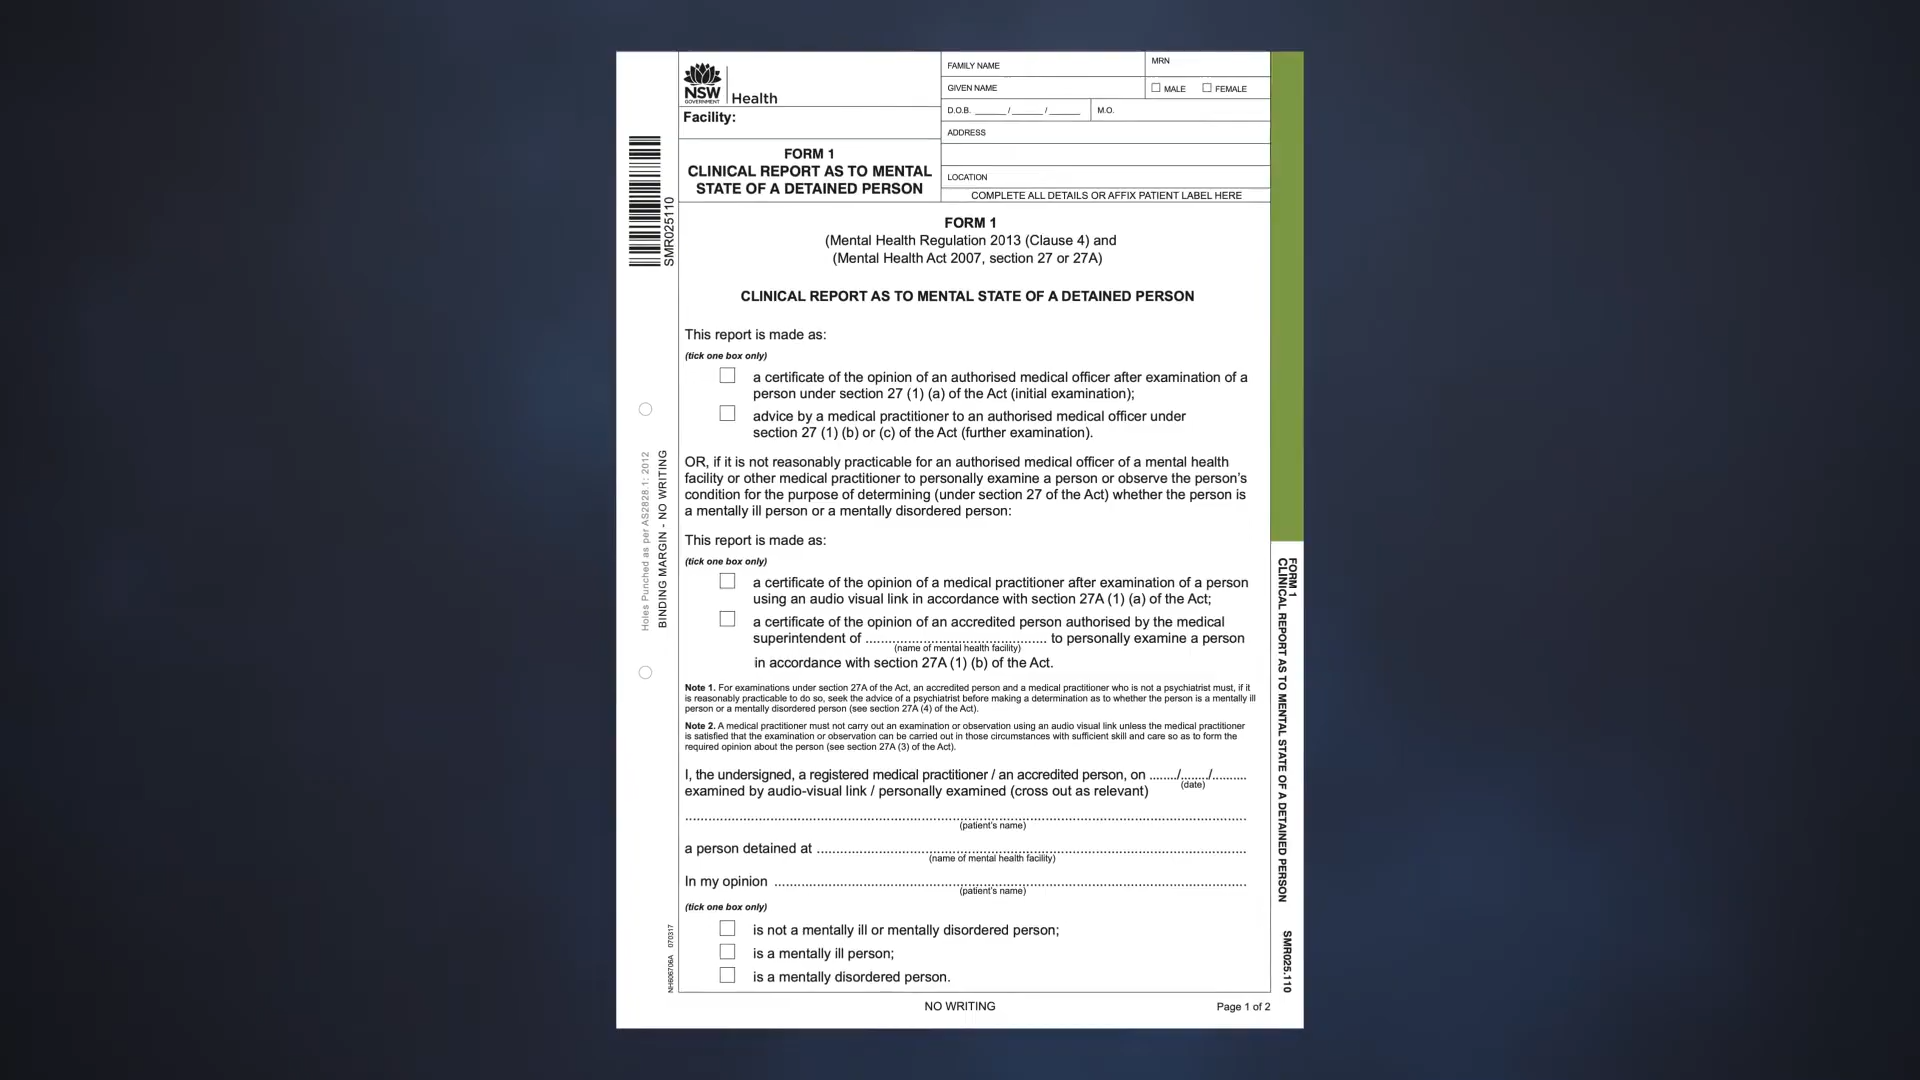 NSW
GOVERNMENT
Health
Facility:
FORM 1
CLINICAL REPORT AS TO MENTAL
STATE OF A DETAINED PERSON
FAMILY NAME
MRN
GIVEN NAME
MALE FEMALE
D.O.B. ______ / ______ / ______
M.O.
ADDRESS
LOCATION
COMPLETE ALL DETAILS OR AFFIX PATIENT LABEL HERE
SMR025110
Holes Punched as per AS2828.1: 2012
BINDING MARGIN - NO WRITING
NH606706A 070317
FORM 1
(Mental Health Regulation 2013 (Clause 4) and
(Mental Health Act 2007, section 27 or 27A)
CLINICAL REPORT AS TO MENTAL STATE OF A DETAINED PERSON
This report is made as:
(tick one box only)
a certificate of the opinion of an authorised medical officer after examination of a
person under section 27 (1) (a) of the Act (initial examination);
advice by a medical practitioner to an authorised medical officer under
section 27 (1) (b) or (c) of the Act (further examination).
OR, if it is not reasonably practicable for an authorised medical officer of a mental health
facility or other medical practitioner to personally examine a person or observe the person's
condition for the purpose of determining (under section 27 of the Act) whether the person is
a mentally ill person or a mentally disordered person:
This report is made as:
(tick one box only)
a certificate of the opinion of a medical practitioner after examination of a person
using an audio visual link in accordance with section 27A (1) (a) of the Act;
a certificate of the opinion of an accredited person authorised by the medical
superintendent of ............................................. to personally examine a person
(name of mental health facility)
in accordance with section 27A (1) (b) of the Act.
Note 1. For examinations under section 27A of the Act, an accredited person and a medical practitioner who is not a psychiatrist must, if it
is reasonably practicable to do so, seek the advice of a psychiatrist before making a determination as to whether the person is a mentally ill
person or a mentally disordered person (see section 27A (4) of the Act).
Note 2. A medical practitioner must not carry out an examination or observation using an audio visual link unless the medical practitioner
is satisfied that the examination or observation can be carried out in those circumstances with sufficient skill and care so as to form the
required opinion about the person (see section 27A (3) of the Act).
I, the undersigned, a registered medical practitioner / an accredited person, on ......../......../.........
(date)
examined by audio-visual link / personally examined (cross out as relevant)
(patient's name)
a person detained at ..........................................................................................
(name of mental health facility)
In my opinion ..........................................................................................
(patient's name)
(tick one box only)
is not a mentally ill or mentally disordered person;
is a mentally ill person;
is a mentally disordered person.
NO WRITING
Page 1 of 2
FORM 1
CLINICAL REPORT AS TO MENTAL STATE OF A DETAINED PERSON
SMR025.110